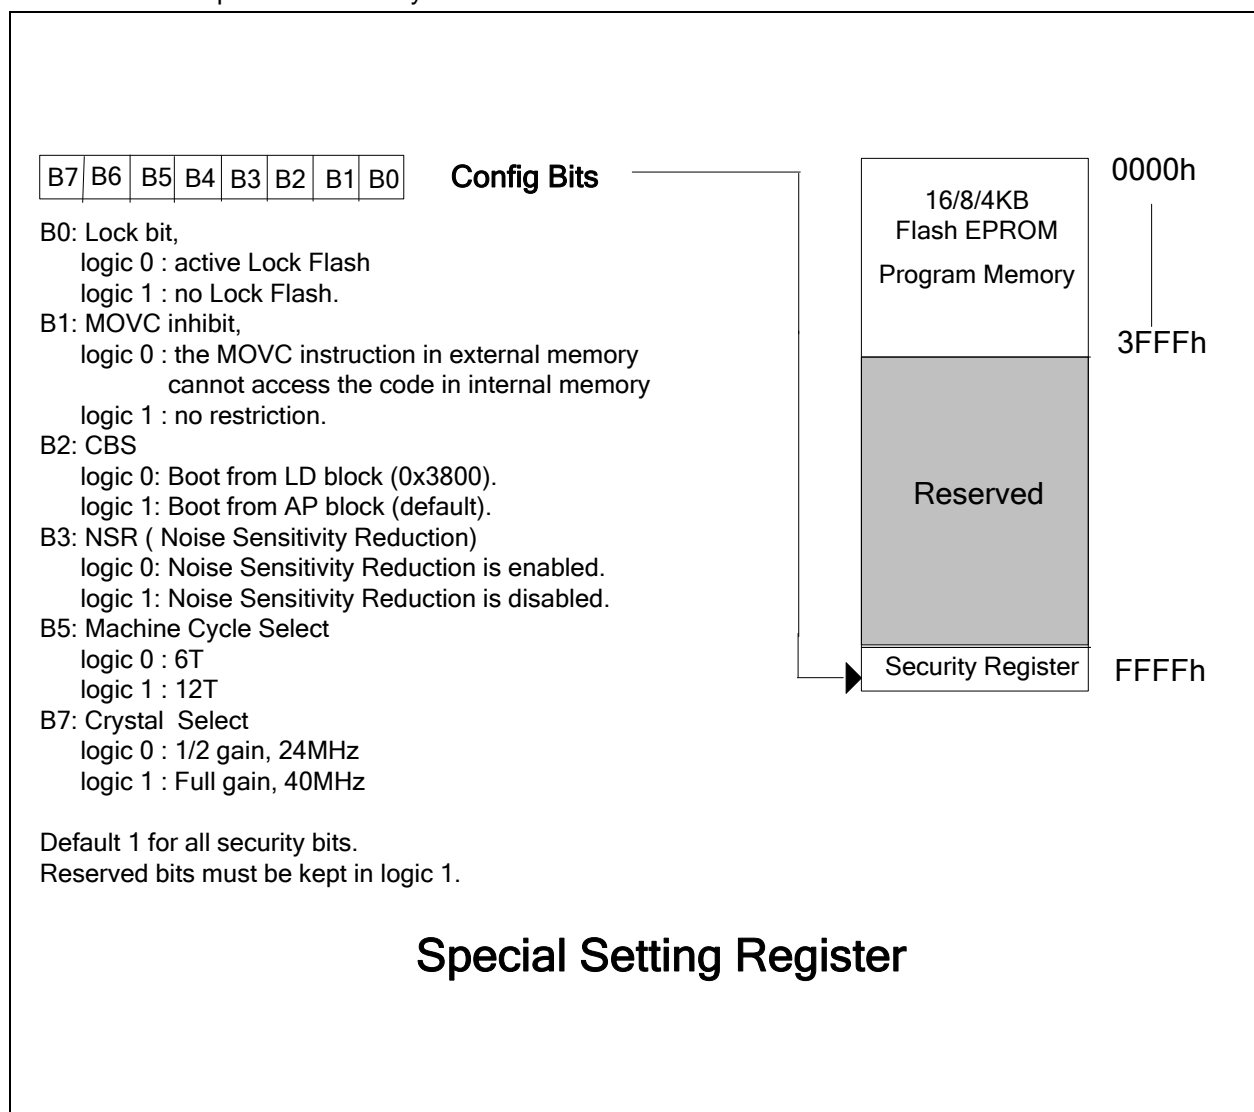 B7 B6 B5 B4 B3 B2 B1 B0
Config Bits
B0: Lock bit,
logic 0 : active Lock Flash
logic 1 : no Lock Flash.
B1: MOVC inhibit,
logic 0 : the MOVC instruction in external memory
cannot access the code in internal memory
logic 1 : no restriction.
B2: CBS
logic 0: Boot from LD block (0x3800).
logic 1: Boot from AP block (default).
B3: NSR ( Noise Sensitivity Reduction)
logic 0: Noise Sensitivity Reduction is enabled.
logic 1: Noise Sensitivity Reduction is disabled.
B5: Machine Cycle Select
logic 0 : 6T
logic 1 : 12T
B7: Crystal Select
logic 0 : 1/2 gain, 24MHz
logic 1 : Full gain, 40MHz
Default 1 for all security bits.
Reserved bits must be kept in logic 1.
16/8/4KB
Flash EPROM
Program Memory
0000h
3FFFh
Reserved
Security Register
FFFFh
Special Setting Register